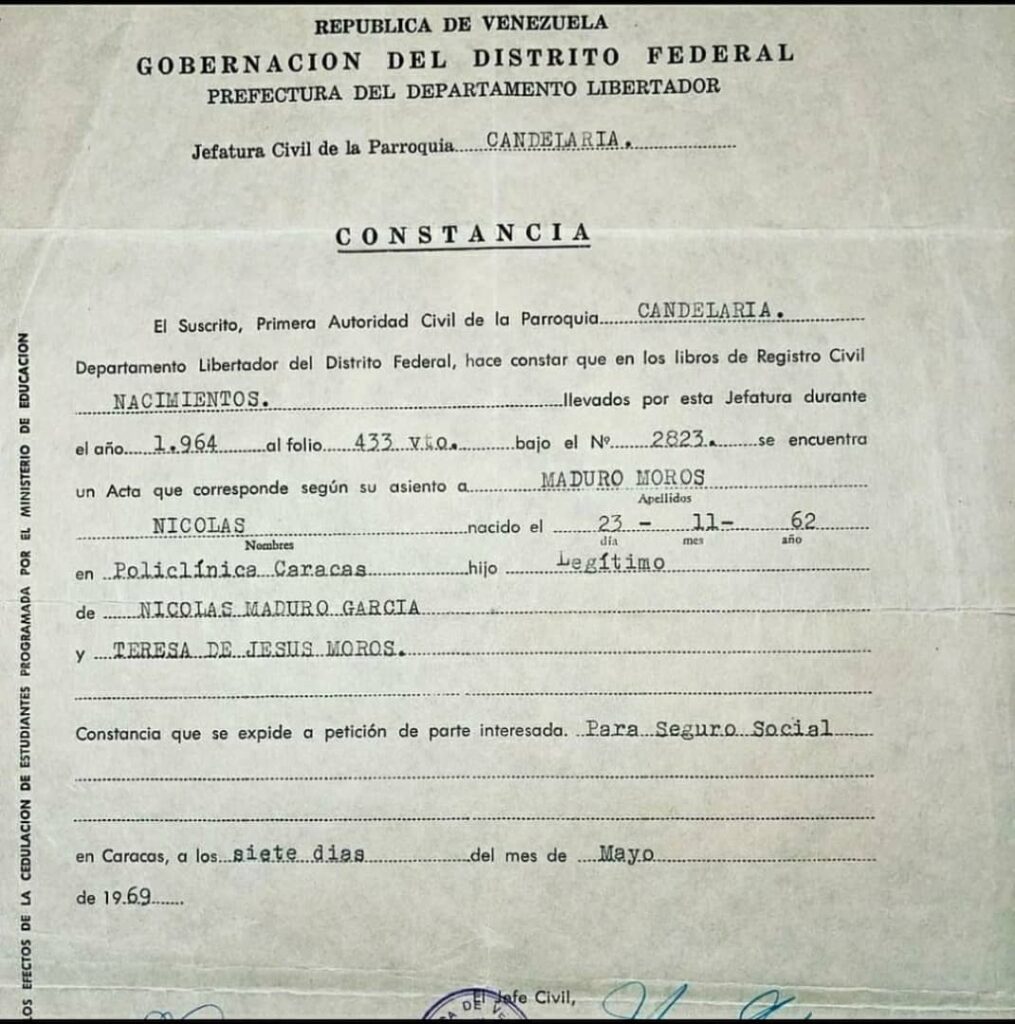 REPUBLICA DE VENEZUELA
GOBERNACION DEL DISTRITO FEDERAL
PREFECTURA DEL DEPARTAMENTO LIBERTADOR
Jefatura Civil de la Parroquia CANDELARIA.
CONSTANCIA
El Suscrito, Primera Autoridad Civil de la Parroquia CANDELARIA.
Departamento Libertador del Distrito Federal, hace constar que en los libros de Registro Civil
NACIMIENTOS. llevados por esta Jefatura durante
el año 1.964 al folio 433 vto. bajo el Nº 2823. se encuentra
un Acta que corresponde según su asiento a MADURO MOROS
Apellidos
NICOLAS nacido el 23 - 11- 62
Nombres día mes año
en Policlínica Caracas hijo Legítimo
de NICOLAS MADURO GARCIA
y TERESA DE JESUS MOROS.
Constancia que se expide a petición de parte interesada. Para Seguro Social
en Caracas, a los siete dias del mes de Mayo
de 1969
El Jefe Civil,
LOS EFECTOS DE LA CEDULACION DE ESTUDIANTES PROGRAMADA POR EL MINISTERIO DE EDUCACION